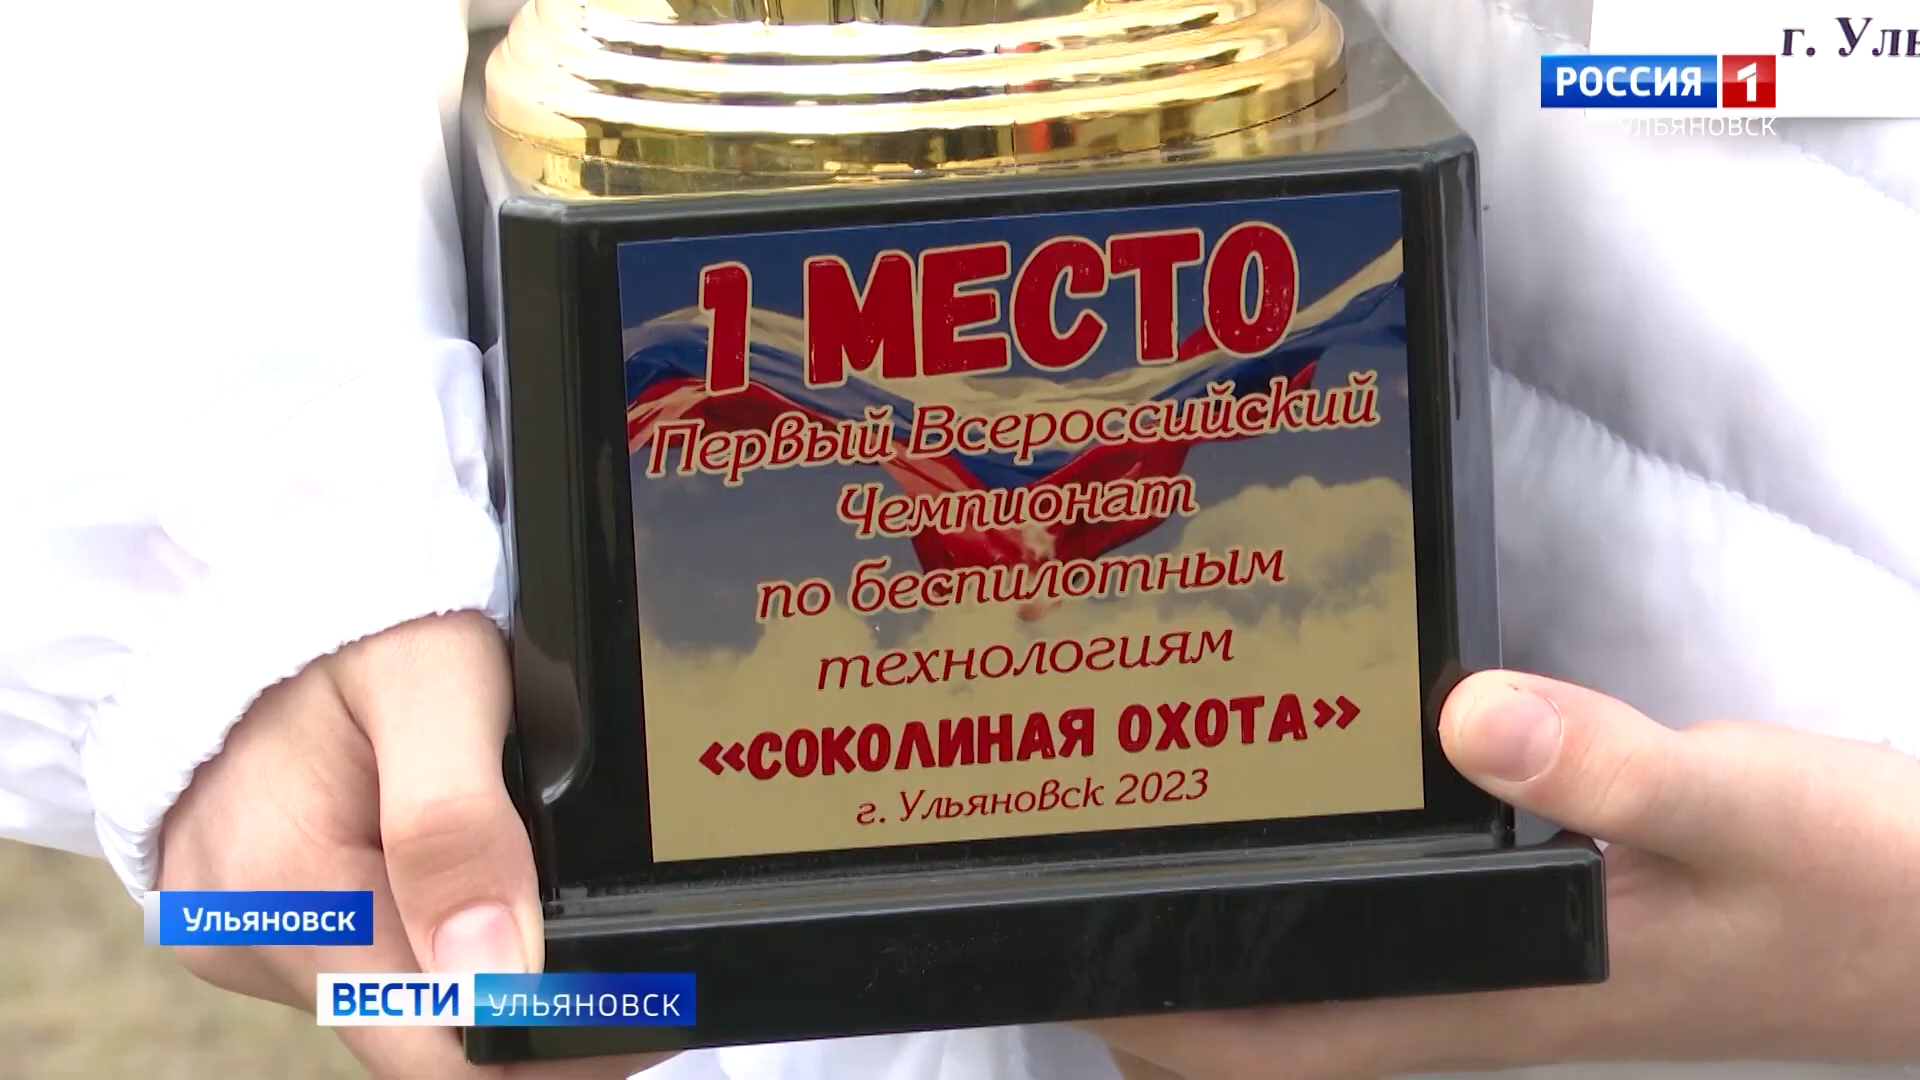 г. Уль
РОССИЯ 1
УЛЬЯНОВСК
1 МЕСТО
Первый Всероссийский
Чемпионат
по беспилотным
технологиям
«СОКОЛИНАЯ ОХОТА»
г. Ульяновск 2023
Ульяновск
ВЕСТИ УЛЬЯНОВСК